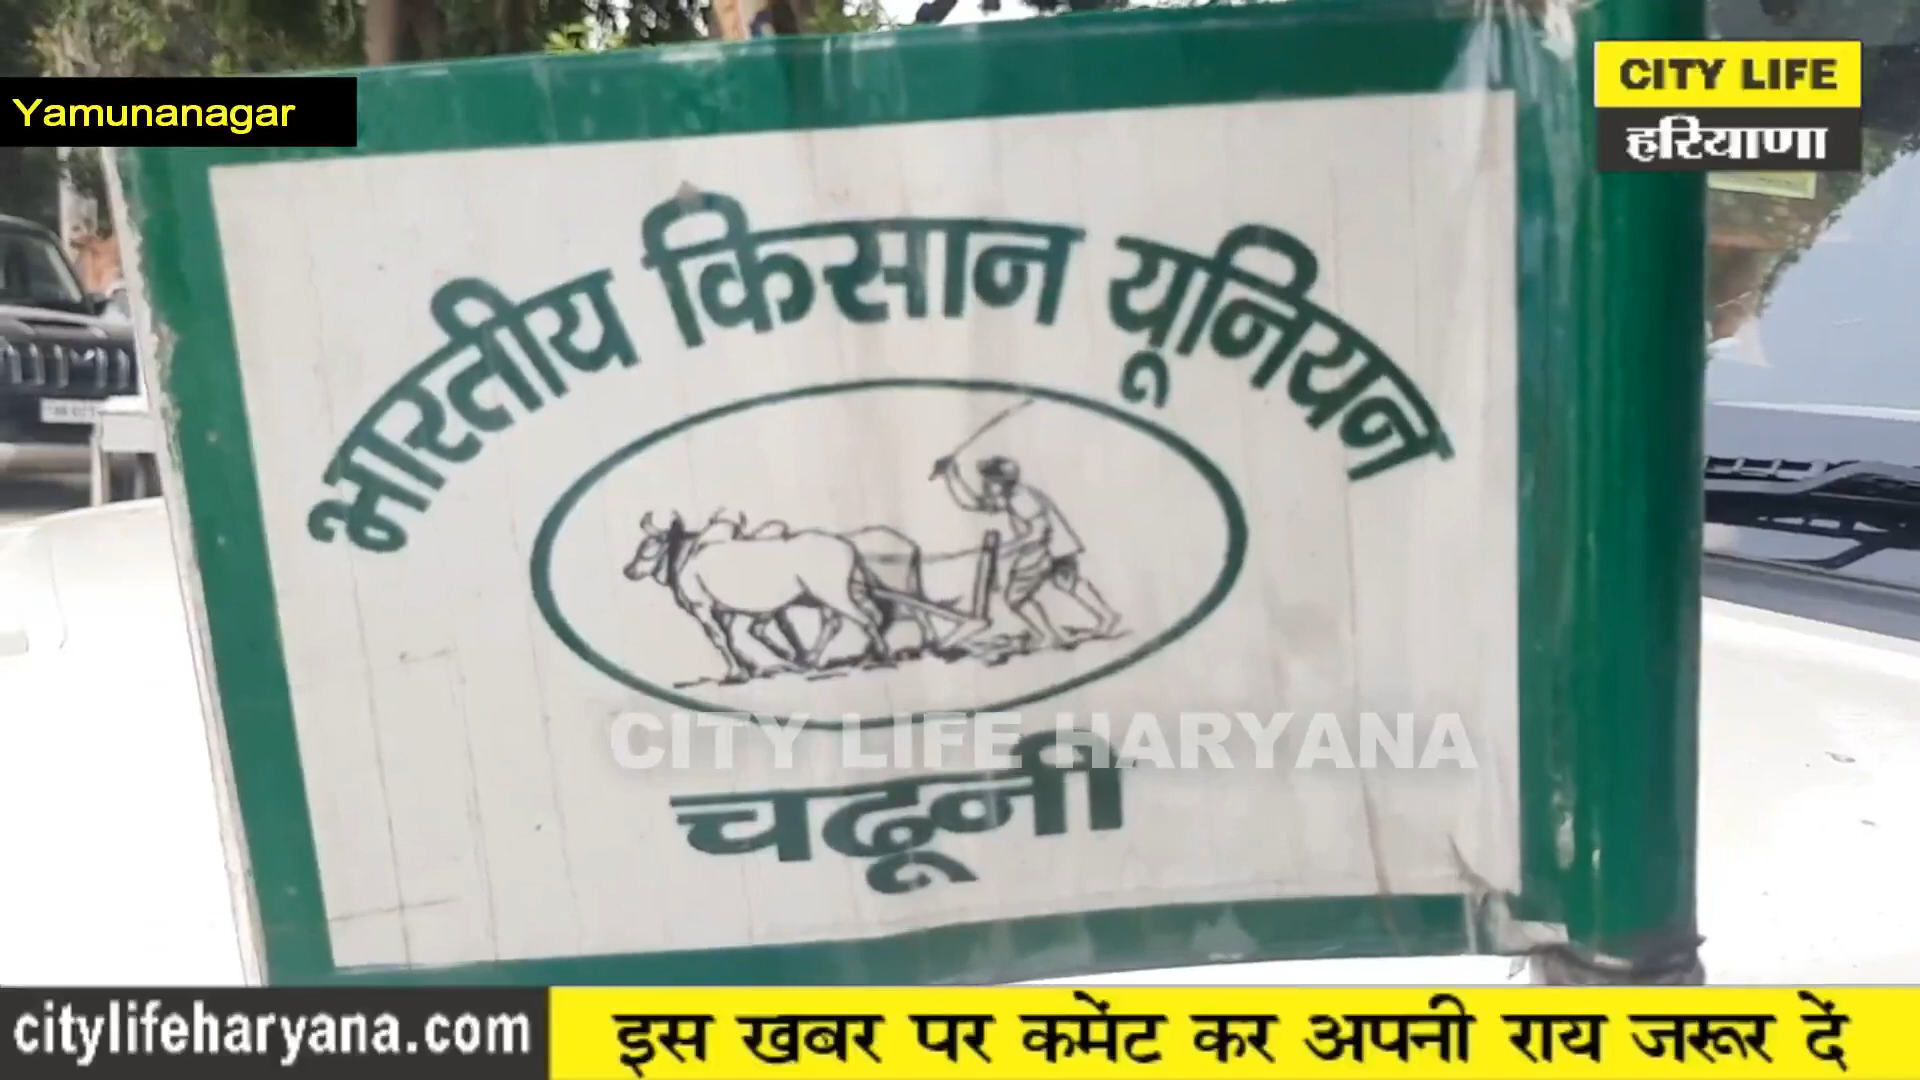 Yamunanagar
CITY LIFE
हरियाणा
भारतीय किसान यूनियन
CITY LIFE HARYANA
चढूनी
citylifeharyana.com
इस खबर पर कमेंट कर अपनी राय जरूर दें